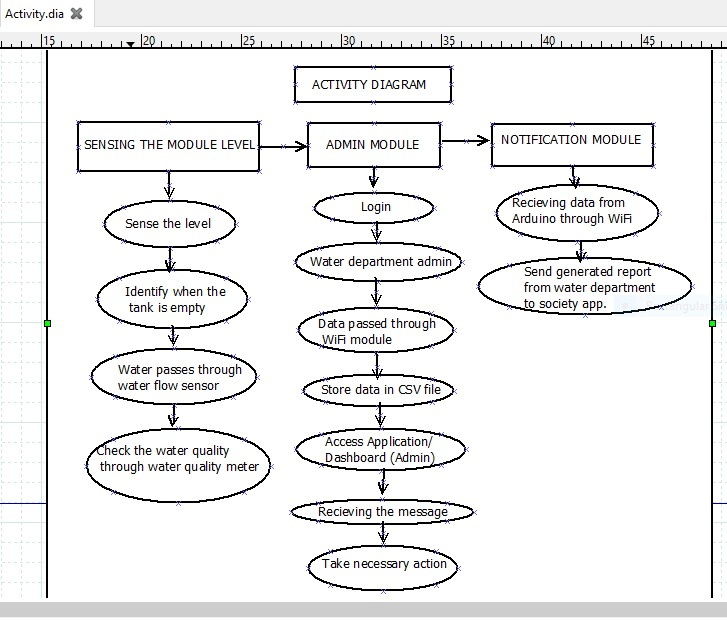 Activity.dia
15 20 25 30 35 40 45
ACTIVITY DIAGRAM
SENSING THE MODULE LEVEL
ADMIN MODULE
NOTIFICATION MODULE
Sense the level
Identify when the
tank is empty
Water passes through
water flow sensor
Check the water quality
through water quality meter
Login
Water department admin
Data passed through
WiFi module
Store data in CSV file
Access Application/
Dashboard (Admin)
Recieving the message
Take necessary action
Recieving data from
Arduino through WiFi
Send generated report
from water department
to society app.